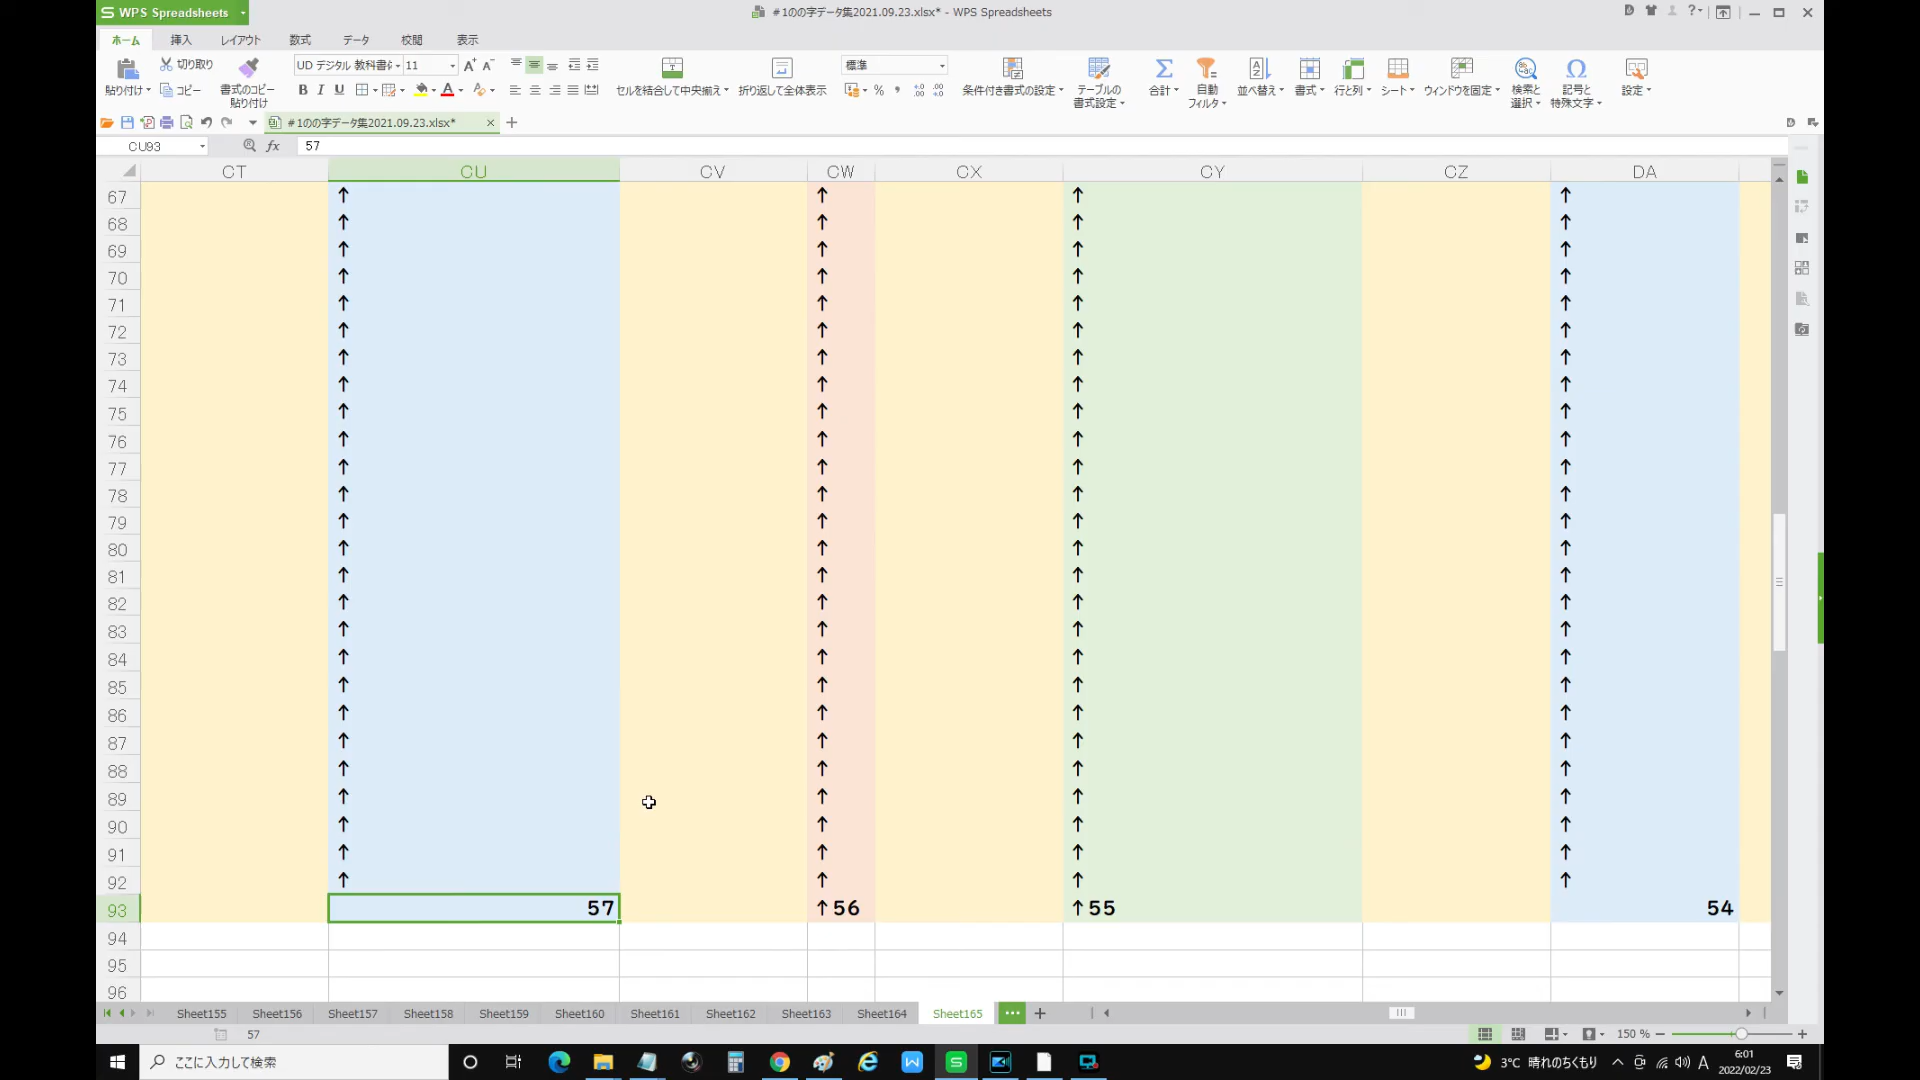 WPS Spreadsheets
#1のの字データ集2021.09.23.xlsx* - WPS Spreadsheets
ホーム 挿入 レイアウト 数式 データ 校閲 表示
貼り付け 切り取り コピー 書式のコピー 貼り付け
UD デジタル 教科書 11
B I U A
セルを結合して中央揃え 折り返して全体表示
標準
条件付き書式の設定 テーブルの書式設定 合計 自動フィルタ 並べ替え 書式 行と列 シート ウィンドウを固定 検索と選択 記号と特殊文字 設定
#1のの字データ集2021.09.23.xlsx*
CU93 fx 57
CT CU CV CW CX CY CZ DA
67 ↑ ↑ ↑ ↑
68 ↑ ↑ ↑ ↑
69 ↑ ↑ ↑ ↑
70 ↑ ↑ ↑ ↑
71 ↑ ↑ ↑ ↑
72 ↑ ↑ ↑ ↑
73 ↑ ↑ ↑ ↑
74 ↑ ↑ ↑ ↑
75 ↑ ↑ ↑ ↑
76 ↑ ↑ ↑ ↑
77 ↑ ↑ ↑ ↑
78 ↑ ↑ ↑ ↑
79 ↑ ↑ ↑ ↑
80 ↑ ↑ ↑ ↑
81 ↑ ↑ ↑ ↑
82 ↑ ↑ ↑ ↑
83 ↑ ↑ ↑ ↑
84 ↑ ↑ ↑ ↑
85 ↑ ↑ ↑ ↑
86 ↑ ↑ ↑ ↑
87 ↑ ↑ ↑ ↑
88 ↑ ↑ ↑ ↑
89 ↑ ↑ ↑ ↑
90 ↑ ↑ ↑ ↑
91 ↑ ↑ ↑ ↑
92 ↑ ↑ ↑ ↑
93 57 ↑56 ↑55 54
94
95
96
Sheet155 Sheet156 Sheet157 Sheet158 Sheet159 Sheet160 Sheet161 Sheet162 Sheet163 Sheet164 Sheet165
57 150 %
ここに入力して検索
3°C 晴れのちくもり A 6:01
2022/02/23